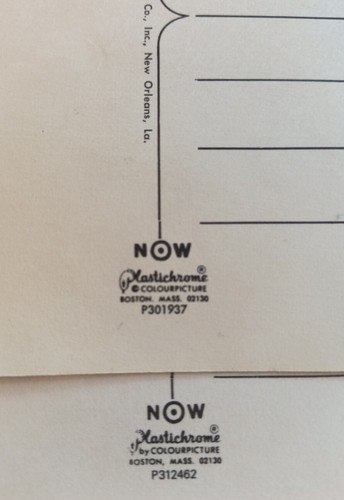 Co., Inc., New Orleans, La.
NOW
Plastichrome®
© COLOURPICTURE
BOSTON, MASS. 02130
P301937
NOW
Plastichrome®
by COLOURPICTURE
BOSTON, MASS. 02130
P312462